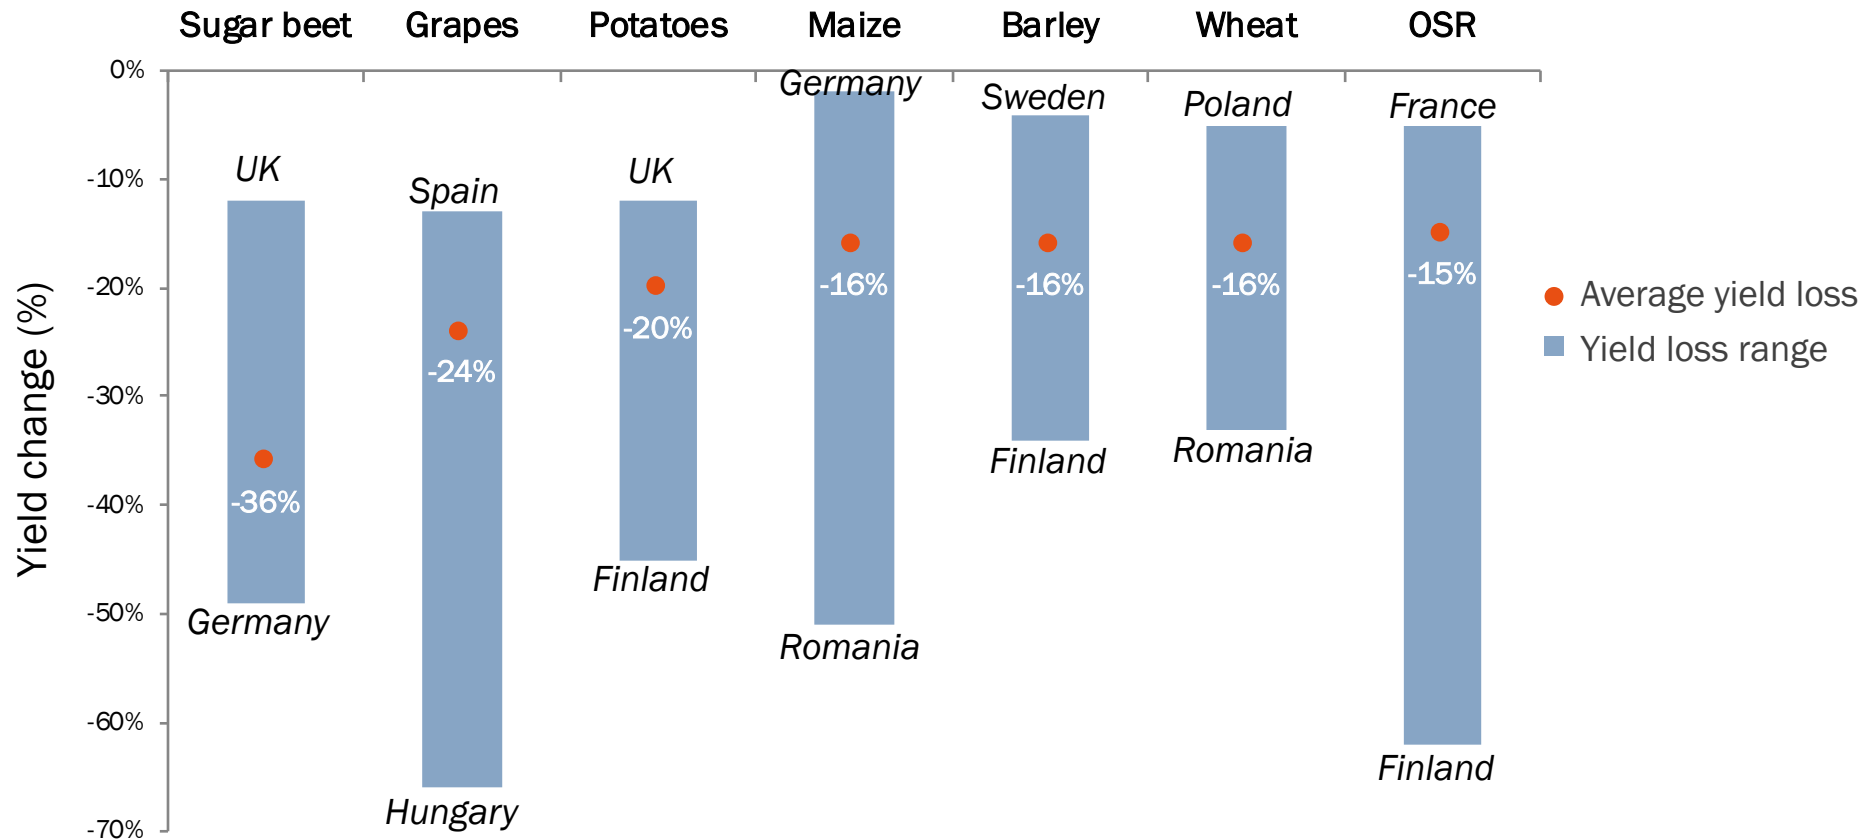 Sugar beet Grapes Potatoes Maize Barley Wheat OSR
0%
-10%
-20%
-30%
-40%
-50%
-60%
-70%
Yield change (%)
UK
-36%
Germany
Spain
-24%
Hungary
UK
-20%
Finland
Germany
-16%
Romania
Sweden
-16%
Finland
Poland
-16%
Romania
France
-15%
Finland
Average yield loss
Yield loss range